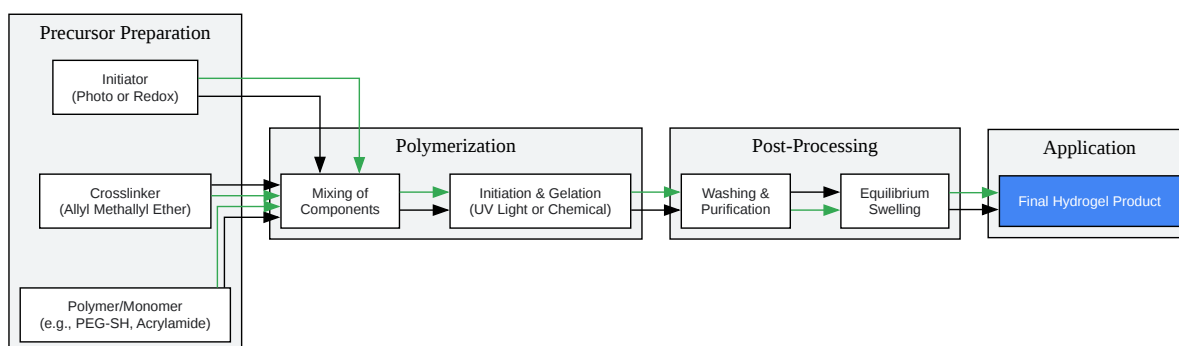 Precursor Preparation
Initiator
(Photo or Redox)
Crosslinker
(Allyl Methallyl Ether)
Polymer/Monomer
(e.g., PEG-SH, Acrylamide)
Polymerization
Mixing of
Components
Initiation & Gelation
(UV Light or Chemical)
Post-Processing
Washing &
Purification
Equilibrium
Swelling
Application
Final Hydrogel Product